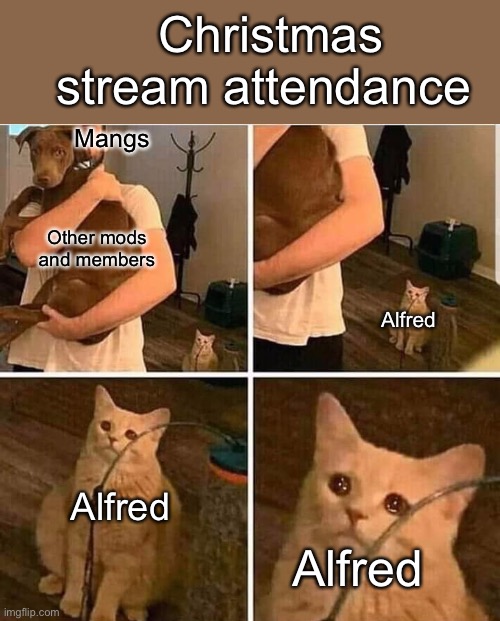 Christmas
stream attendance
Mangs
Other mods
and members
Alfred
Alfred
Alfred
imgflip.com